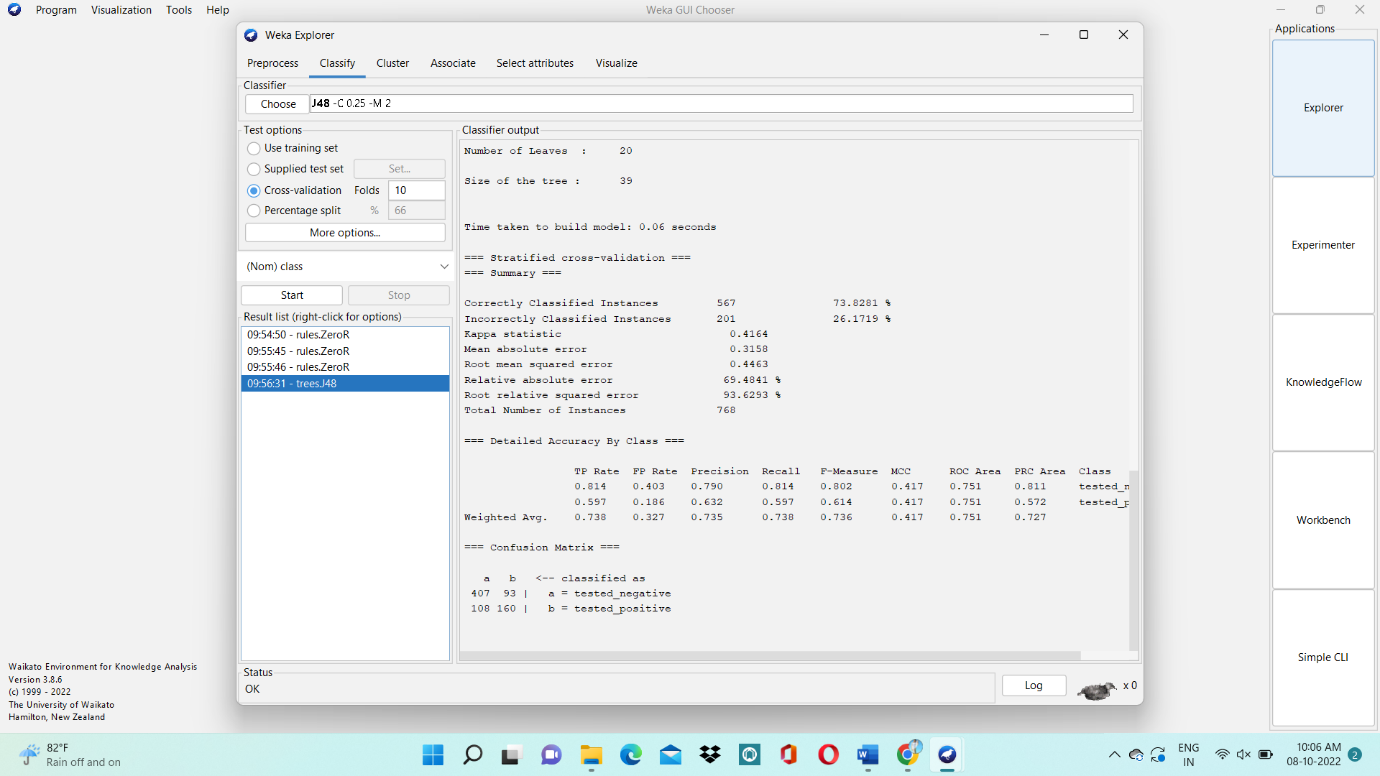 Program Visualization Tools Help
Weka GUI Chooser
Weka Explorer
Preprocess Classify Cluster Associate Select attributes Visualize
Classifier
Choose J48 -C 0.25 -M 2
Test options
Use training set
Supplied test set Set...
Cross-validation Folds 10
Percentage split % 66
More options...
(Nom) class
Start Stop
Result list (right-click for options)
09:54:50 - rules.ZeroR
09:55:45 - rules.ZeroR
09:55:46 - rules.ZeroR
09:56:31 - trees.J48
Classifier output
Number of Leaves : 20
Size of the tree : 39
Time taken to build model: 0.06 seconds
=== Stratified cross-validation ===
=== Summary ===
Correctly Classified Instances 567 73.8281 %
Incorrectly Classified Instances 201 26.1719 %
Kappa statistic 0.4164
Mean absolute error 0.3158
Root mean squared error 0.4463
Relative absolute error 69.4841 %
Root relative squared error 93.6293 %
Total Number of Instances 768
=== Detailed Accuracy By Class ===
TP Rate FP Rate Precision Recall F-Measure MCC ROC Area PRC Area Class
0.814 0.403 0.790 0.814 0.802 0.417 0.751 0.811 tested_n
0.597 0.186 0.632 0.597 0.614 0.417 0.751 0.572 tested_p
Weighted Avg. 0.738 0.327 0.735 0.738 0.736 0.417 0.751 0.727
=== Confusion Matrix ===
a b <-- classified as
407 93 | a = tested_negative
108 160 | b = tested_positive
Status
OK
Log
x 0
Applications
Explorer
Experimenter
KnowledgeFlow
Workbench
Simple CLI
Waikato Environment for Knowledge Analysis
Version 3.8.6
(c) 1999 - 2022
The University of Waikato
Hamilton, New Zealand
82°F
Rain off and on
ENG
IN
10:06 AM
08-10-2022
2